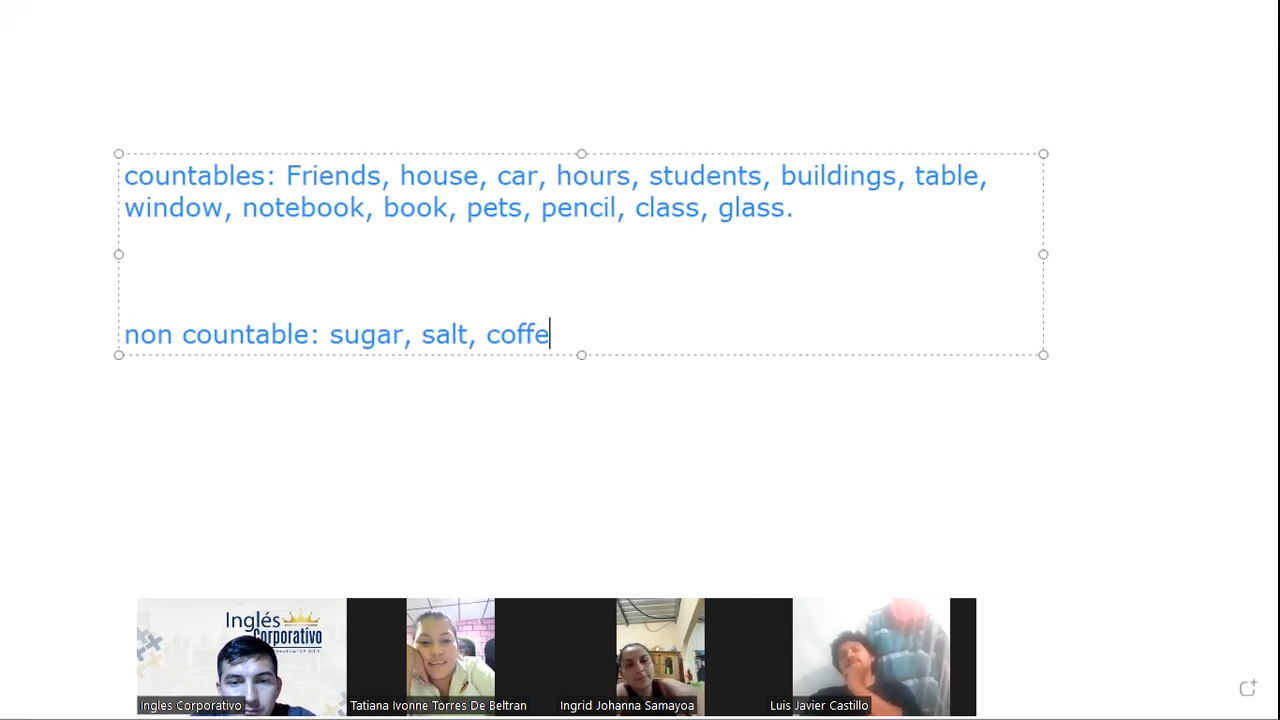 countables: Friends, house, car, hours, students, buildings, table,
window, notebook, book, pets, pencil, class, glass.
non countable: sugar, salt, coffe
Inglés
Corporativo
Ingles Corporativo
Tatiana Ivonne Torres De Beltran
Ingrid Johanna Samayoa
Luis Javier Castillo